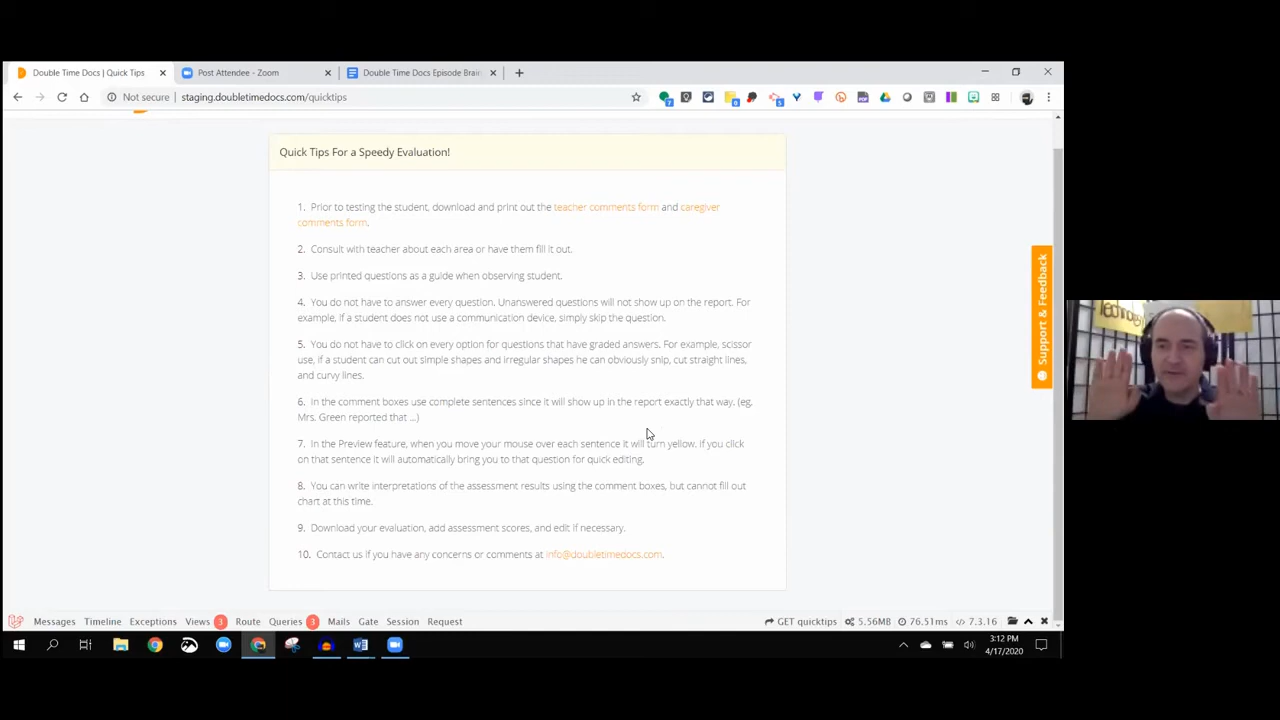 Double Time Docs | Quick Tips
Post Attendee - Zoom
Double Time Docs Episode Brain
Not secure | staging.doubletimedocs.com/quicktips
Quick Tips For a Speedy Evaluation!
1. Prior to testing the student, download and print out the teacher comments form and caregiver
comments form.
2. Consult with teacher about each area or have them fill it out.
3. Use printed questions as a guide when observing student.
4. You do not have to answer every question. Unanswered questions will not show up on the report. For
example, if a student does not use a communication device, simply skip the question.
5. You do not have to click on every option for questions that have graded answers. For example, scissor
use, if a student can cut out simple shapes and irregular shapes he can obviously snip, cut straight lines,
and curvy lines.
6. In the comment boxes use complete sentences since it will show up in the report exactly that way. (eg.
Mrs. Green reported that ...)
7. In the Preview feature, when you move your mouse over each sentence it will turn yellow. If you click
on that sentence it will automatically bring you to that question for quick editing.
8. You can write interpretations of the assessment results using the comment boxes, but cannot fill out
chart at this time.
9. Download your evaluation, add assessment scores, and edit if necessary.
10. Contact us if you have any concerns or comments at info@doubletimedocs.com.
Support & Feedback
Technology
Messages Timeline Exceptions Views 3 Route Queries 3 Mails Gate Session Request GET quicktips 5.56MB 76.51ms 7.3.16
3:12 PM
4/17/2020